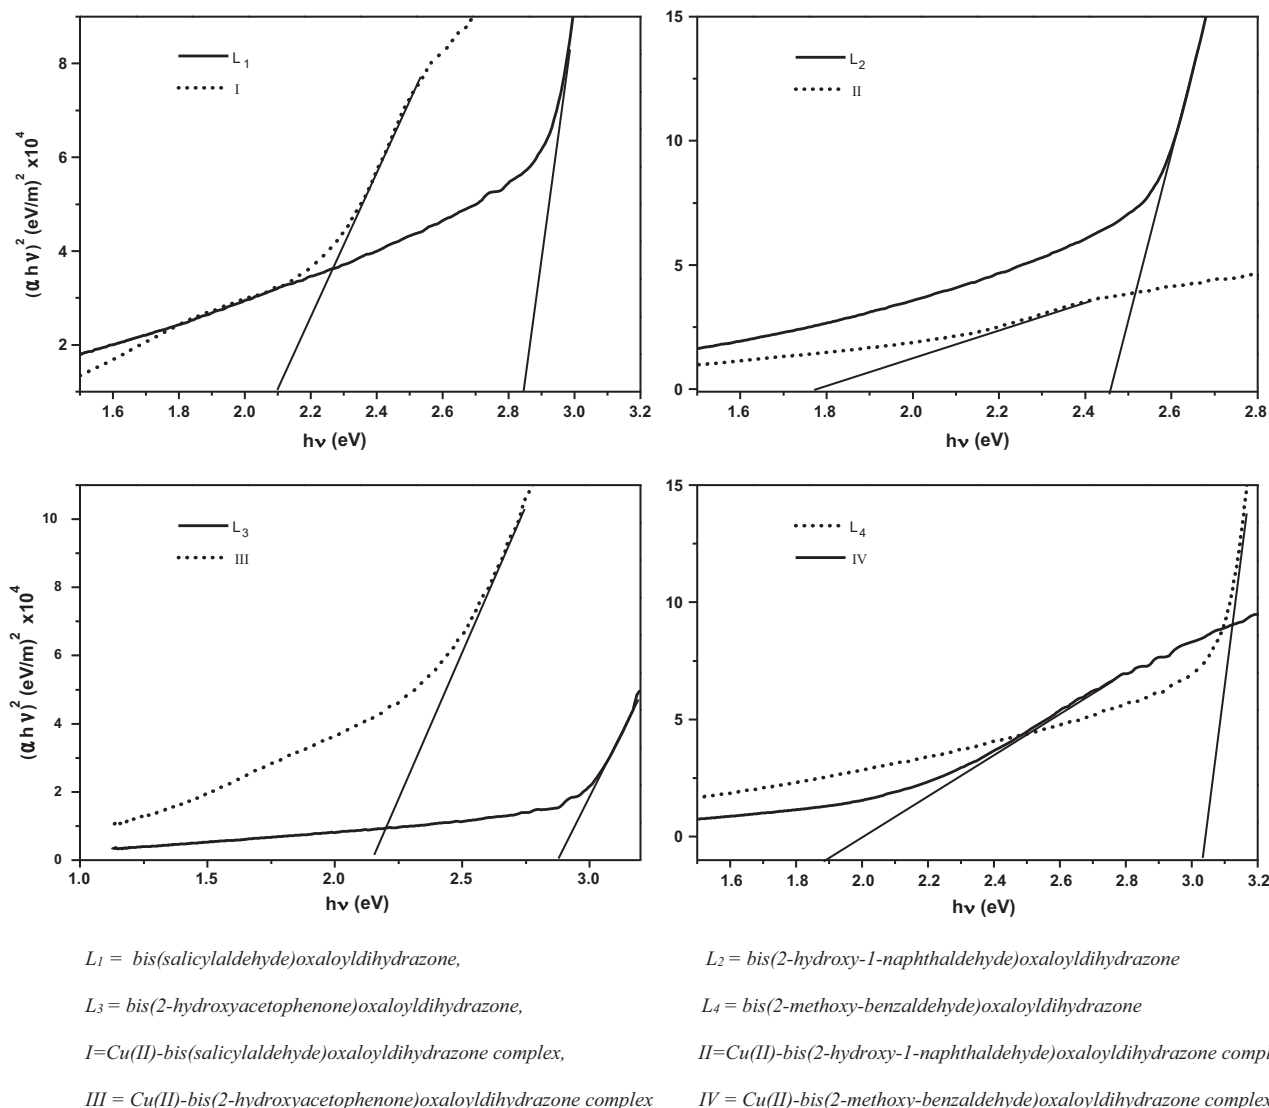 L1
I
8
6
4
2
(αhν)2 (eV/m)2 x104
1.6 1.8 2.0 2.2 2.4 2.6 2.8 3.0 3.2
hν (eV)
15
10
5
0
L2
II
1.6 1.8 2.0 2.2 2.4 2.6 2.8
hν (eV)
10
8
6
4
2
0
(αhν)2 (eV/m)2 x104
L3
III
1.0 1.5 2.0 2.5 3.0
hν (eV)
15
10
5
0
L4
IV
1.6 1.8 2.0 2.2 2.4 2.6 2.8 3.0 3.2
hν (eV)
L1 = bis(salicylaldehyde)oxaloyldihydrazone,
L2 = bis(2-hydroxy-1-naphthaldehyde)oxaloyldihydrazone
L3 = bis(2-hydroxyacetophenone)oxaloyldihydrazone,
L4 = bis(2-methoxy-benzaldehyde)oxaloyldihydrazone
I=Cu(II)-bis(salicylaldehyde)oxaloyldihydrazone complex,
II=Cu(II)-bis(2-hydroxy-1-naphthaldehyde)oxaloyldihydrazone compl
III = Cu(II)-bis(2-hydroxyacetophenone)oxaloyldihydrazone complex
IV = Cu(II)-bis(2-methoxy-benzaldehyde)oxaloyldihydrazone complex